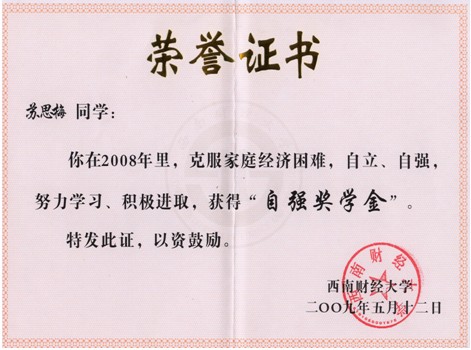 荣誉证书
苏思梅 同学：
你在2008年里，克服家庭经济困难，自立、自强，
努力学习、积极进取，获得“自强奖学金”。
特发此证，以资鼓励。
西南财经大学
二〇〇九年五月十二日
西南财经大学